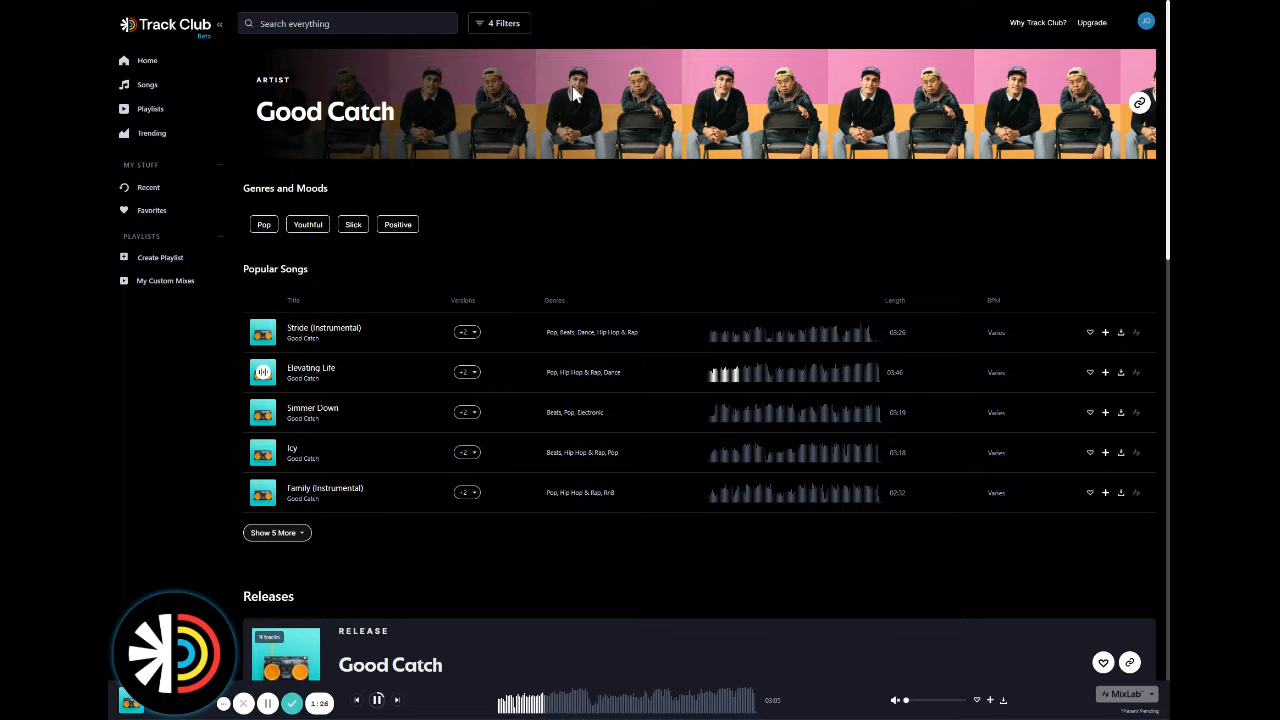 Track Club
Beta
Search everything
4 Filters
Why Track Club?
Upgrade
JO
Home
Songs
Playlists
Trending
MY STUFF
Recent
Favorites
PLAYLISTS
Create Playlist
My Custom Mixes
ARTIST
Good Catch
Genres and Moods
Pop
Youthful
Slick
Positive
Popular Songs
Title Versions Genres Length BPM
Stride (Instrumental)
Good Catch
+2
Pop, Beats, Dance, Hip Hop & Rap
03:26
Varies
Elevating Life
Good Catch
+2
Pop, Hip Hop & Rap, Dance
03:46
Varies
Simmer Down
Good Catch
+2
Beats, Pop, Electronic
03:19
Varies
Icy
Good Catch
+2
Beats, Hip Hop & Rap, Pop
03:18
Varies
Family (Instrumental)
Good Catch
+2
Pop, Hip Hop & Rap, RnB
02:32
Varies
Show 5 More
Releases
9 tracks
RELEASE
Good Catch
1:26
03:05
MixLab
*Patent Pending